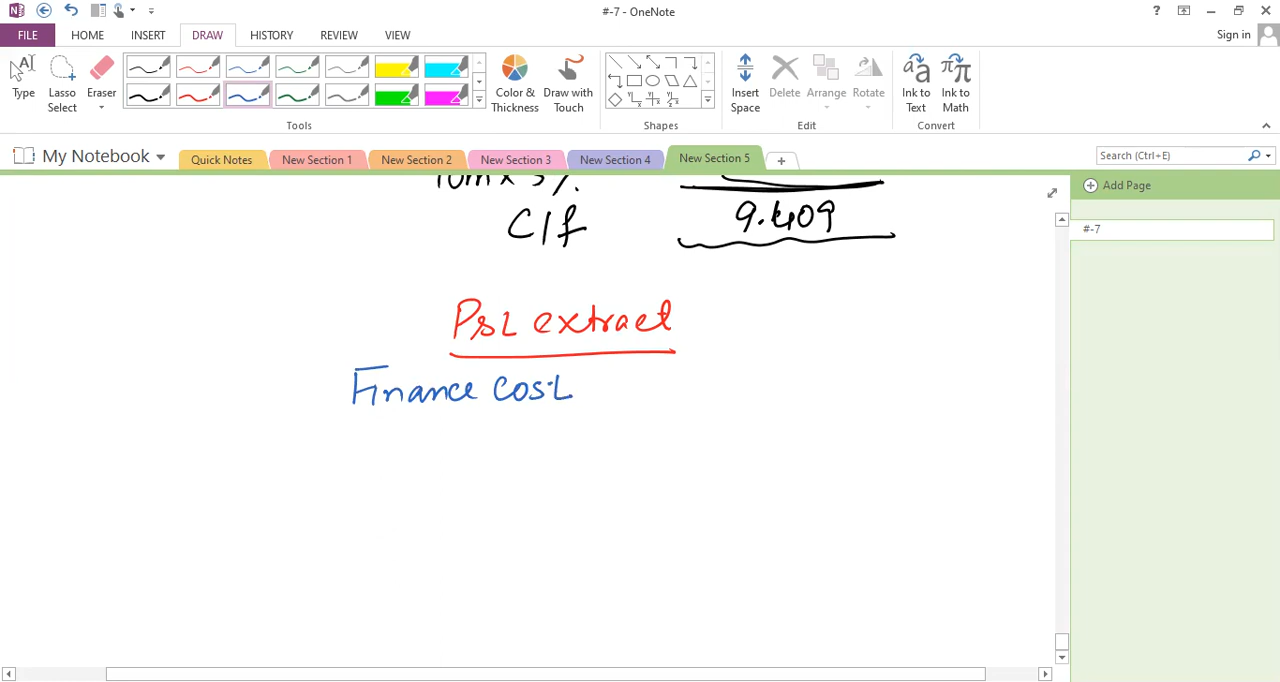 #-7 - OneNote
FILE HOME INSERT DRAW HISTORY REVIEW VIEW
Sign in
Type
Lasso Select
Eraser
Color & Thickness
Draw with Touch
Insert Space
Delete
Arrange
Rotate
Ink to Text
Ink to Math
Tools
Shapes
Edit
Convert
My Notebook
Quick Notes
New Section 1
New Section 2
New Section 3
New Section 4
New Section 5
Search (Ctrl+E)
Add Page
#-7
10m x 5%.
C/f 9.409
PsL extract
Finance cost